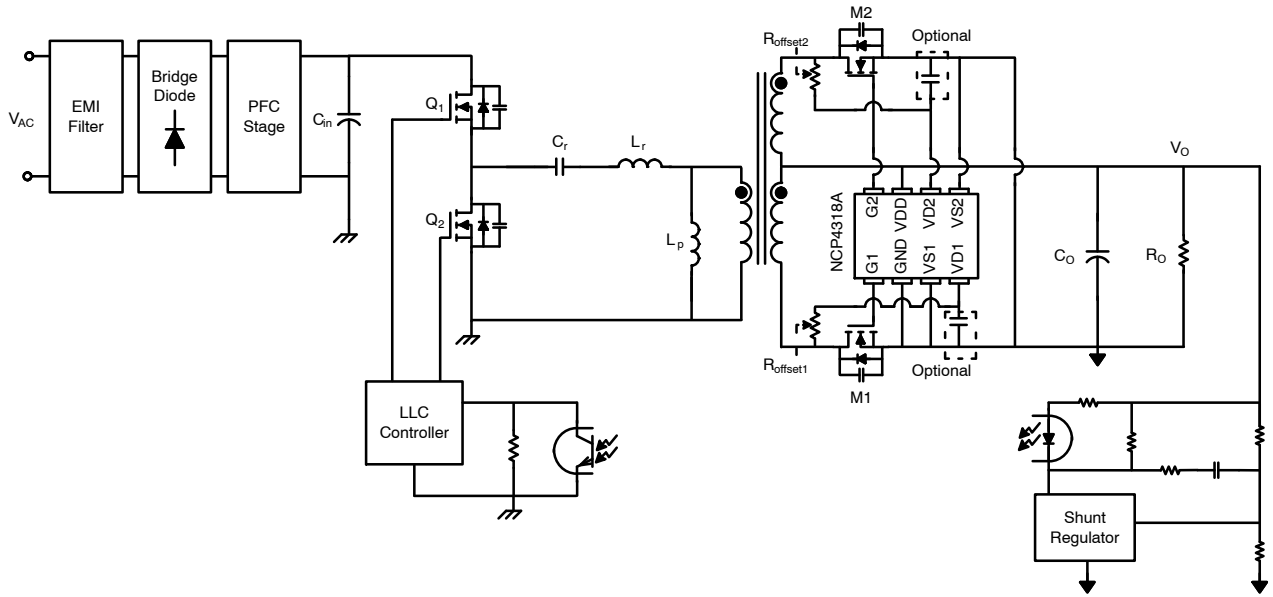 V_AC
EMI
Filter
Bridge
Diode
PFC
Stage
C_in
Q_1
Q_2
C_r
L_r
L_p
R_offset2
M2
Optional
NCP4318A
G2
VDD
VD2
VS2
G1
GND
VS1
VD1
R_offset1
M1
Optional
V_O
C_O
R_O
LLC
Controller
Shunt
Regulator